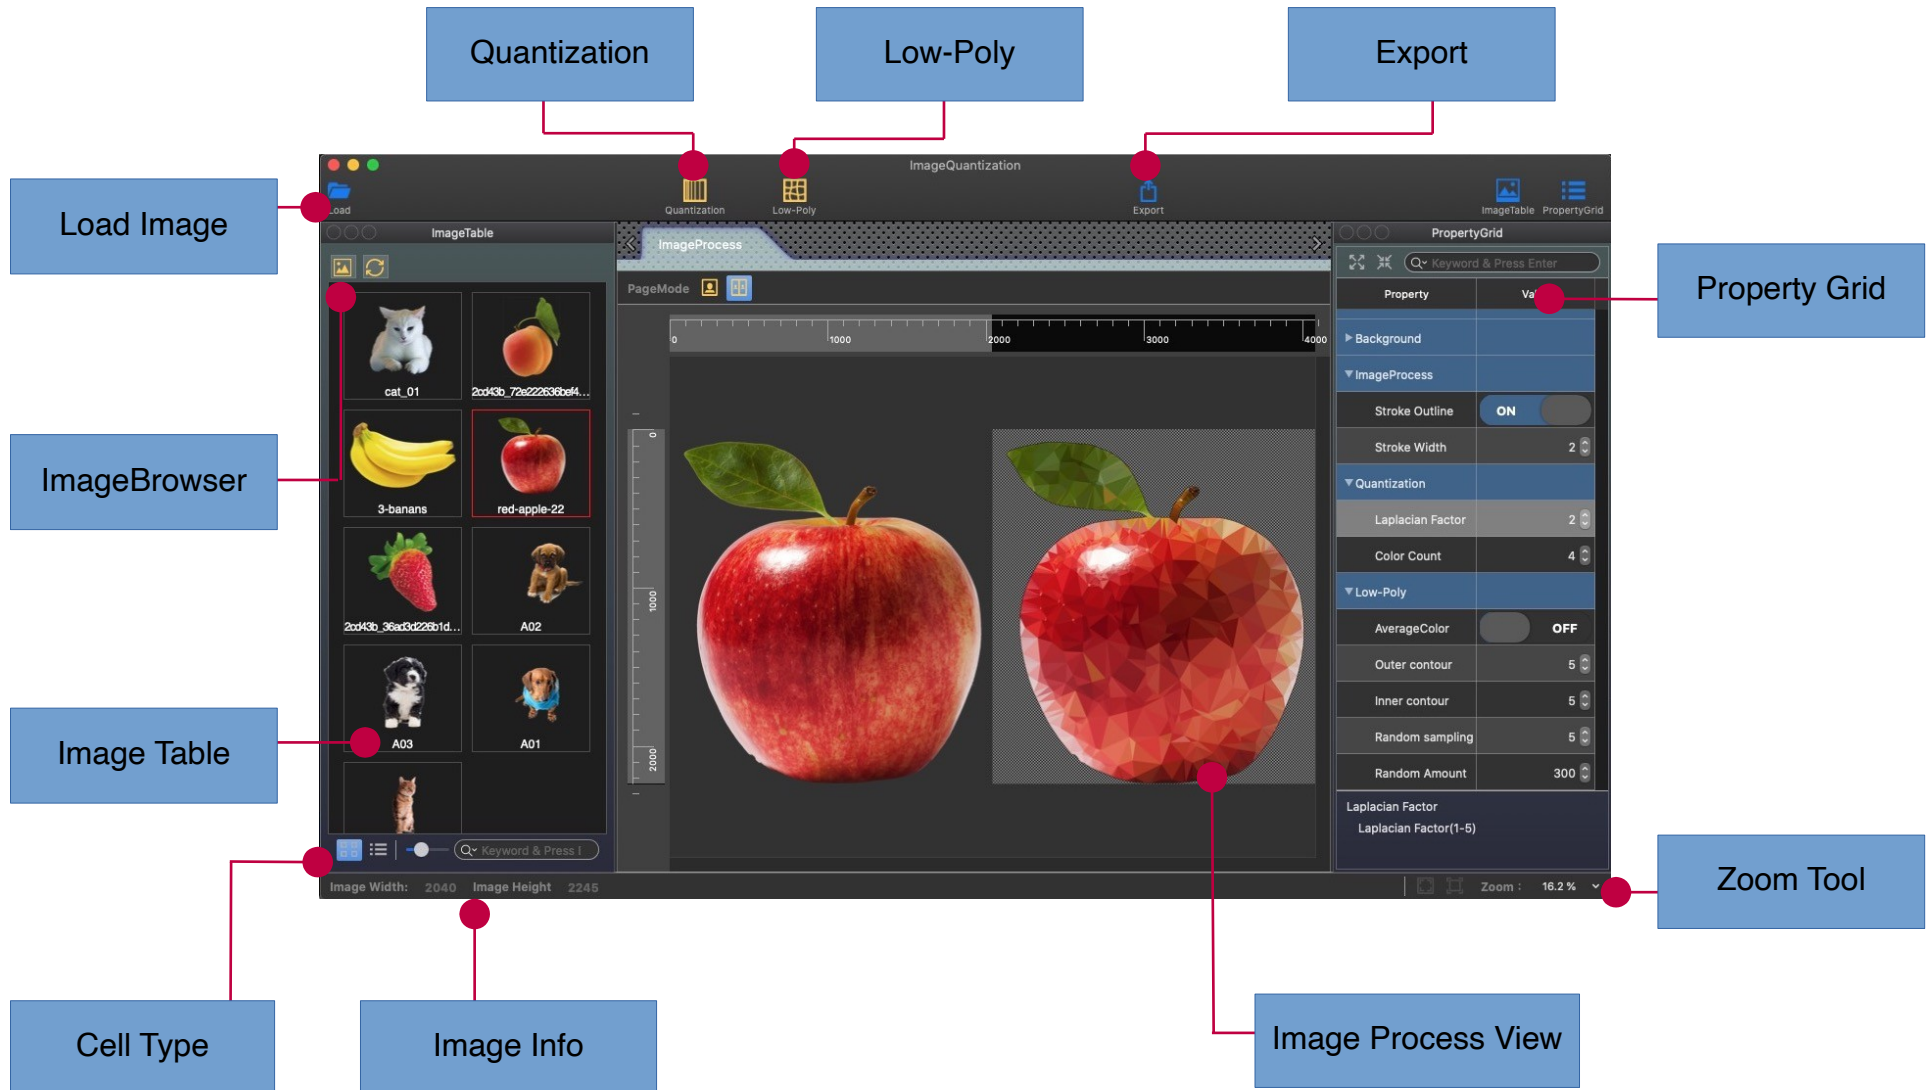 Quantization
Low-Poly
Export
Load Image
ImageBrowser
Image Table
Cell Type
Image Info
Image Process View
Zoom Tool
Property Grid
ImageQuantization
Load
Quantization
Low-Poly
Export
ImageTable
PropertyGrid
ImageTable
cat_01
2cd43b_72e222636bef4...
3-banans
red-apple-22
2cd43b_36ad3d226b1d...
A02
A03
A01
Keyword & Press
Image Width: 2040 Image Height 2245
ImageProcess
PageMode
0 1000 2000 3000 4000
0
1000
2000
PropertyGrid
Keyword & Press Enter
Property
Background
ImageProcess
Stroke Outline ON
Stroke Width 2
Quantization
Laplacian Factor 2
Color Count 4
Low-Poly
AverageColor OFF
Outer contour 5
Inner contour 5
Random sampling 5
Random Amount 300
Laplacian Factor
Laplacian Factor(1-5)
Zoom : 16.2 %